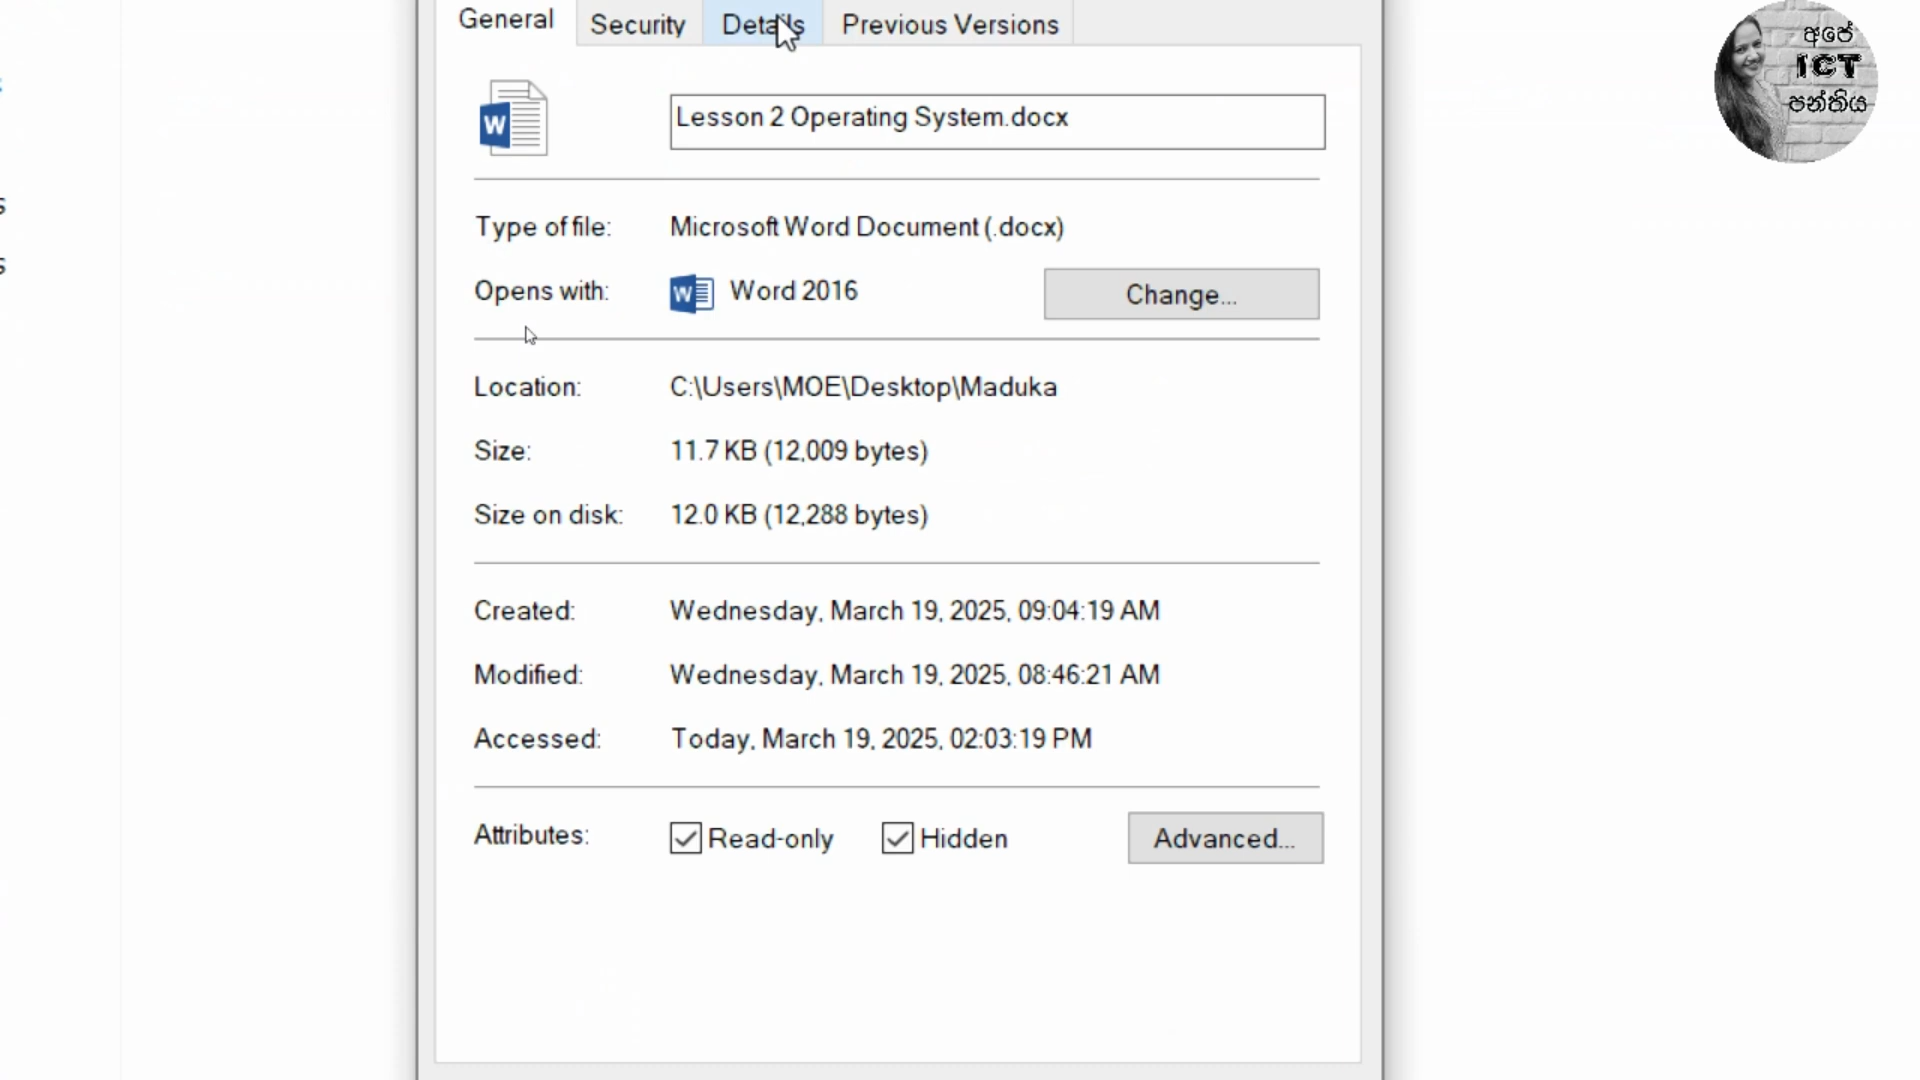 General Security Details Previous Versions
අපේ
ICT
පන්තිය
W
Lesson 2 Operating System.docx
Type of file: Microsoft Word Document (.docx)
Opens with: W Word 2016 Change...
Location: C:\Users\MOE\Desktop\Maduka
Size: 11.7 KB (12,009 bytes)
Size on disk: 12.0 KB (12,288 bytes)
Created: Wednesday, March 19, 2025, 09:04:19 AM
Modified: Wednesday, March 19, 2025, 08:46:21 AM
Accessed: Today, March 19, 2025, 02:03:19 PM
Attributes: Read-only Hidden Advanced...